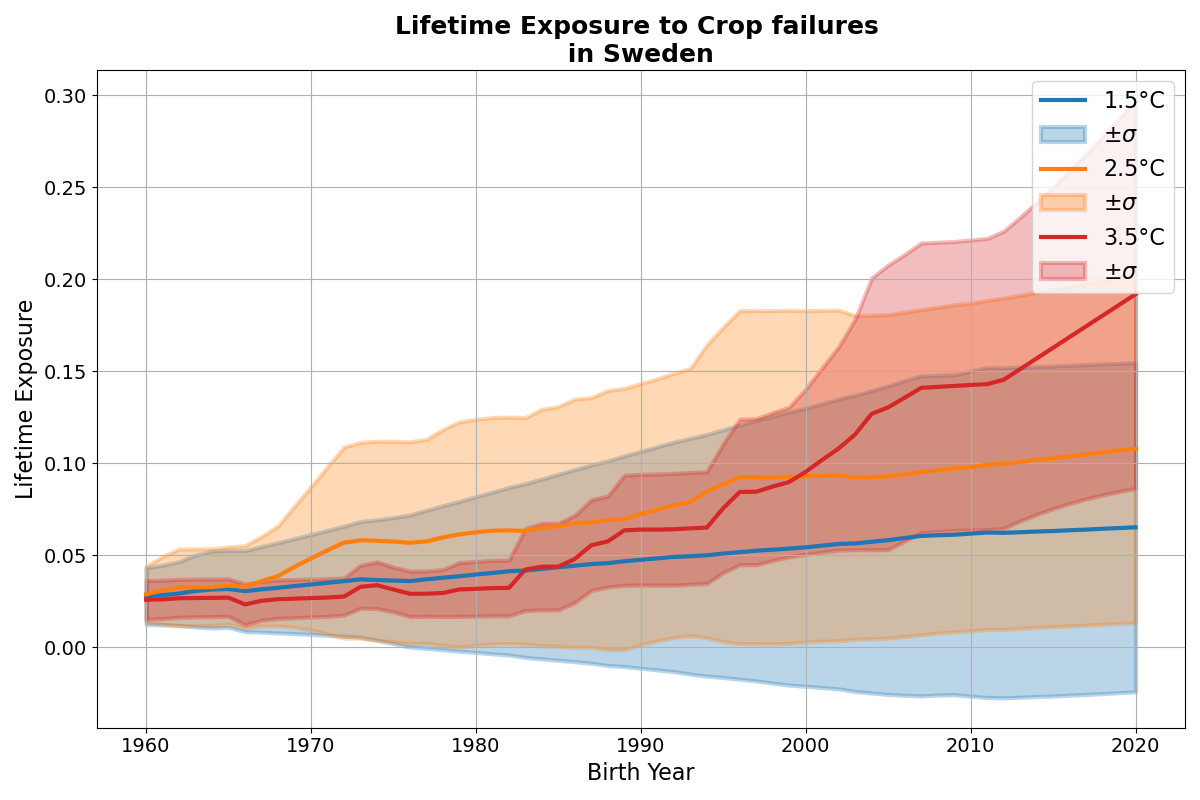 Lifetime Exposure to Crop failures
in Sweden
1.5°C
±σ
2.5°C
±σ
3.5°C
±σ
0.30
0.25
0.20
0.15
0.10
0.05
0.00
Lifetime Exposure
1960 1970 1980 1990 2000 2010 2020
Birth Year